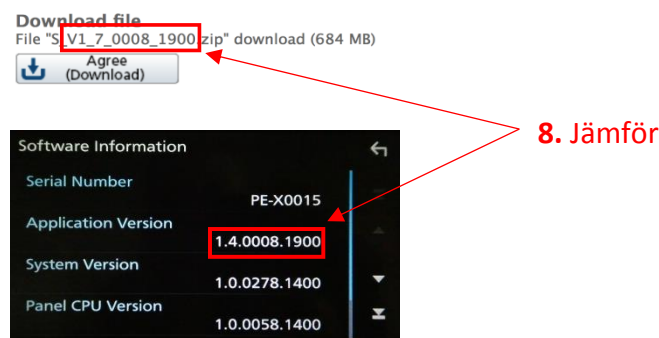 Download file
File "S_V1_7_0008_1900.zip" download (684 MB)
Agree
(Download)
8. Jämför
Software Information
Serial Number
PE-X0015
Application Version
1.4.0008.1900
System Version
1.0.0278.1400
Panel CPU Version
1.0.0058.1400